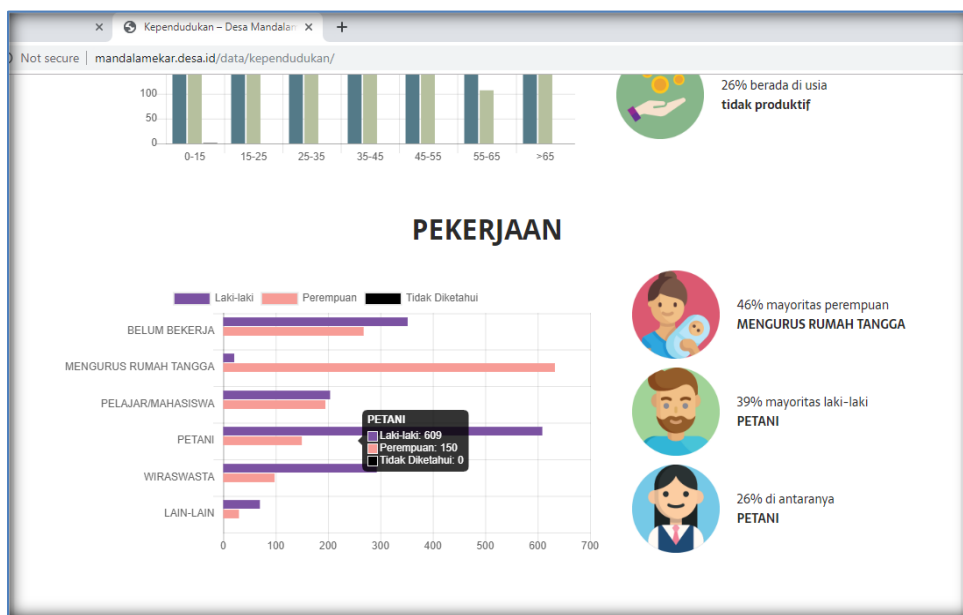 Kependudukan – Desa Mandalan
Not secure | mandalamekar.desa.id/data/kependudukan/
100
50
0
0-15 15-25 25-35 35-45 45-55 55-65 >65
26% berada di usia
tidak produktif
PEKERJAAN
Laki-laki Perempuan Tidak Diketahui
BELUM BEKERJA
MENGURUS RUMAH TANGGA
PELAJAR/MAHASISWA
PETANI
WIRASWASTA
LAIN-LAIN
PETANI
Laki-laki: 609
Perempuan: 150
Tidak Diketahui: 0
0 100 200 300 400 500 600 700
46% mayoritas perempuan
MENGURUS RUMAH TANGGA
39% mayoritas laki-laki
PETANI
26% di antaranya
PETANI